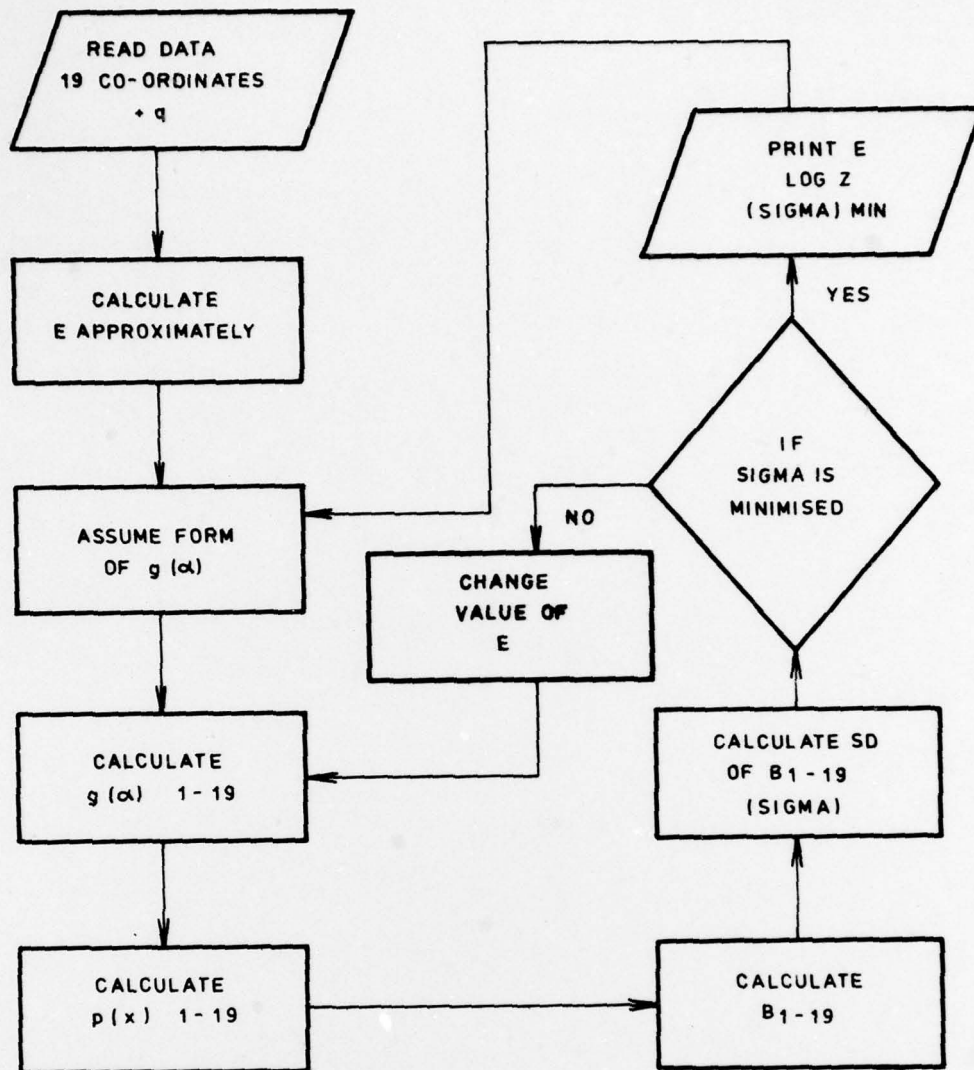 READ DATA
19 CO-ORDINATES
+ q
CALCULATE
E APPROXIMATELY
ASSUME FORM
OF g (α)
CALCULATE
g (α) 1-19
CALCULATE
p (x) 1-19
CALCULATE
B1-19
CALCULATE SD
OF B1-19
(SIGMA)
IF
SIGMA IS
MINIMISED
NO
CHANGE
VALUE OF
E
YES
PRINT E
LOG Z
(SIGMA) MIN